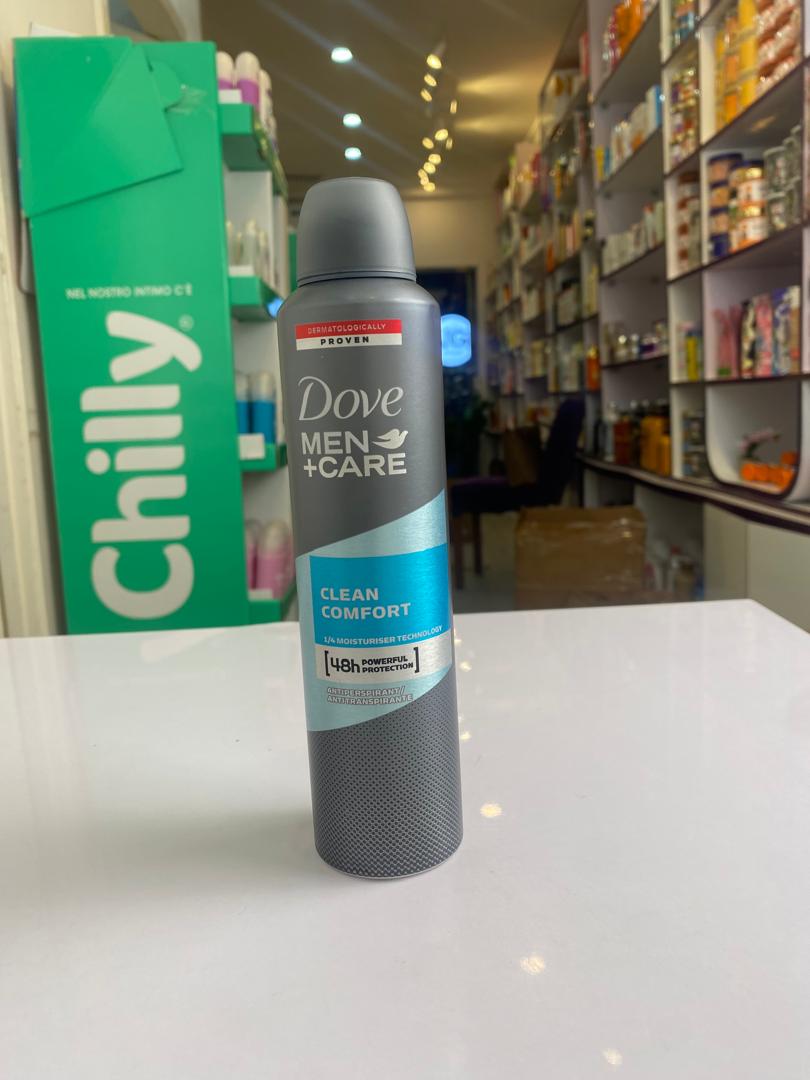 NEL NOSTRO INTIMO C'È
Chilly®
DERMATOLOGICALLY
PROVEN
Dove
MEN
+CARE
CLEAN
COMFORT
1/4 MOISTURISER TECHNOLOGY
[48h POWERFUL
PROTECTION]
ANTIPERSPIRANT/
ANTITRANSPIRANTE